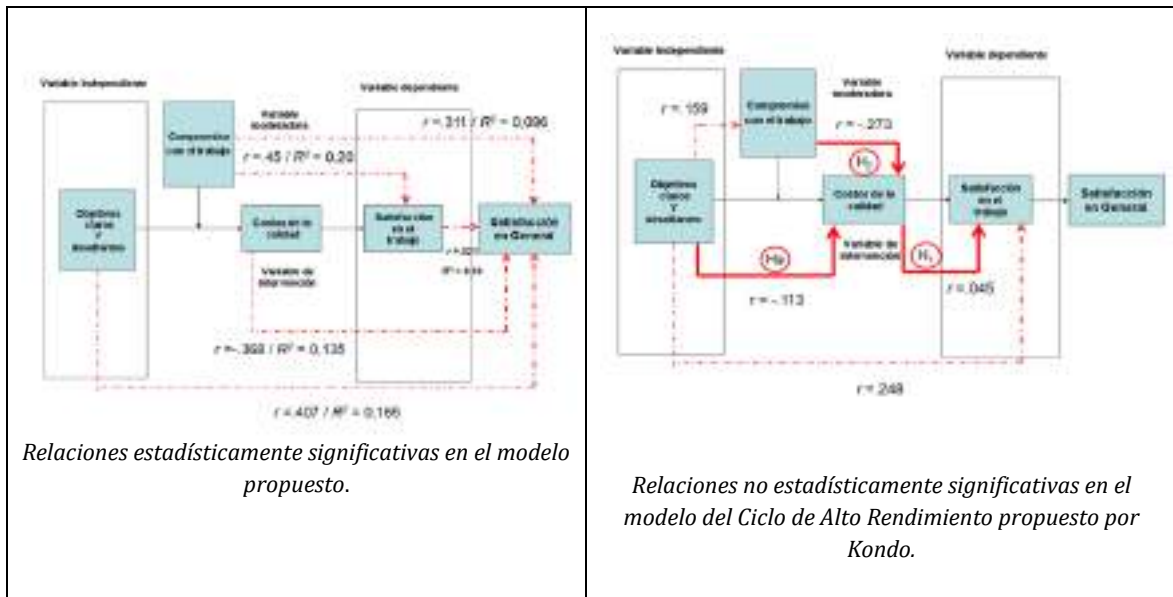 Variable independiente
Variable dependiente
Compromiso
con el trabajo
Variable
moderadora
r =.311 / R² = 0,096
r =.45 / R² = 0,20
Objetivos
claros
Y
Costos de la
calidad
Satisfacción
en el
trabajo
Satisfacción
en General
Variable de
intervención
r =-.368 / R² = 0,135
r =.407 / R² = 0,166
Relaciones estadísticamente significativas en el modelo
propuesto.
Variable independiente
Variable dependiente
r =.159
Compromiso
con el trabajo
Variable
moderadora
r =-.273
Objetivos
claros
Y
Costos de la
calidad
Satisfacción
en el
trabajo
Satisfacción
en General
Variable de
intervención
r =-.113
r =.045
r =.248
Relaciones no estadísticamente significativas en el
modelo del Ciclo de Alto Rendimiento propuesto por
Kondo.